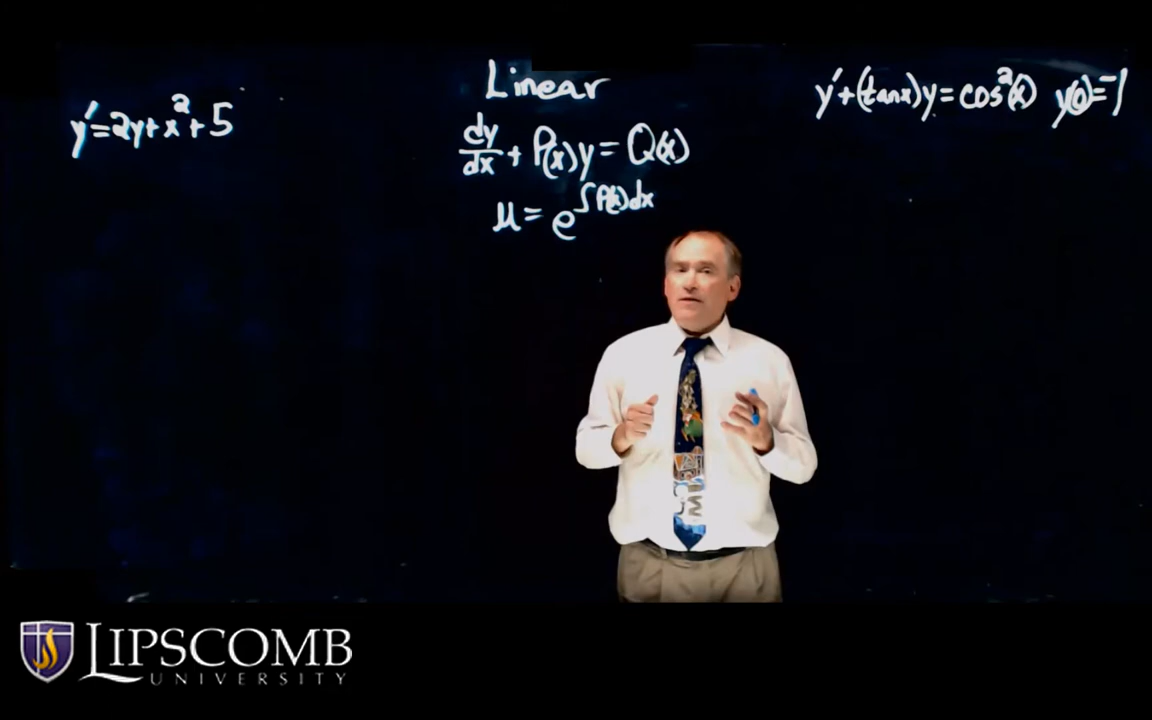 y′=2y+x²+5
Linear
dy/dx + P(x)y = Q(x)
μ = e^∫P(x)dx
y′+(tanx)y=cos²(x) y(0)=-1
LIPSCOMB
UNIVERSITY